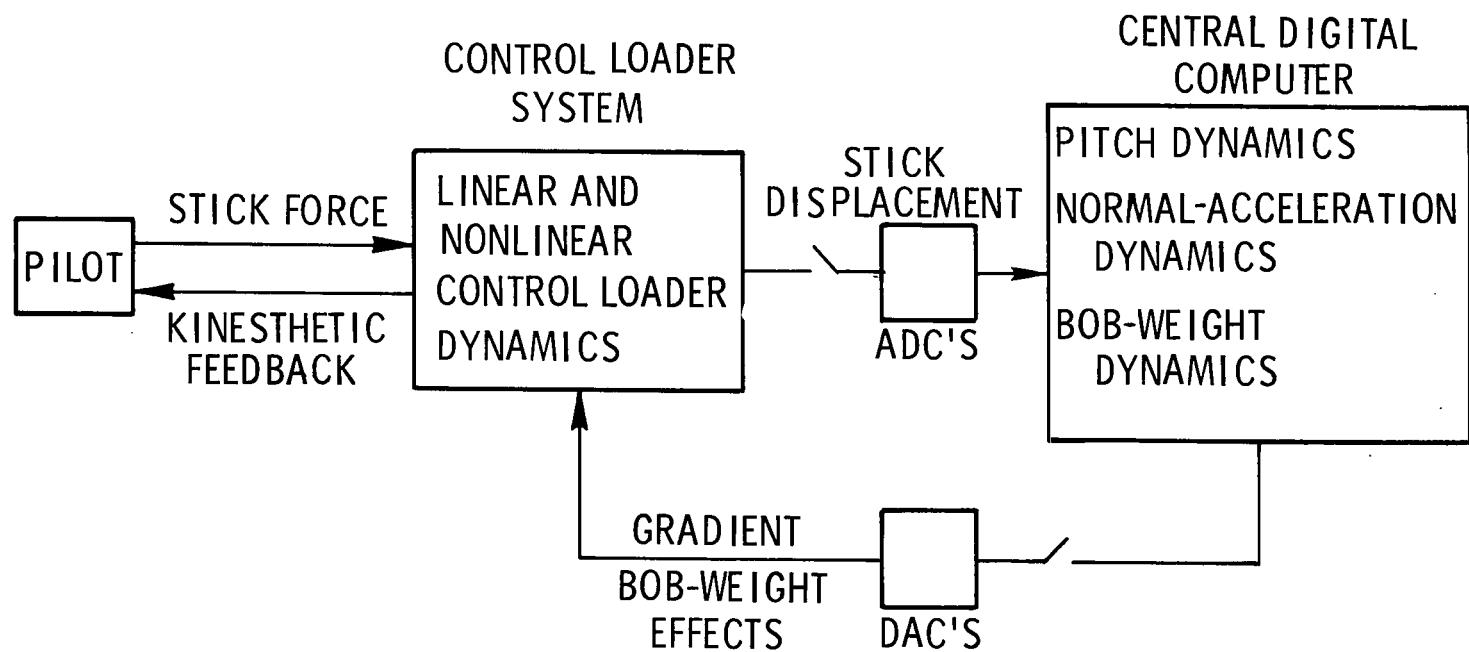 CONTROL LOADER
SYSTEM
CENTRAL DIGITAL
COMPUTER
PILOT
STICK FORCE
KINESTHETIC
FEEDBACK
LINEAR AND
NONLINEAR
CONTROL LOADER
DYNAMICS
STICK
DISPLACEMENT
ADC'S
PITCH DYNAMICS
NORMAL-ACCELERATION
DYNAMICS
BOB-WEIGHT
DYNAMICS
GRADIENT
BOB-WEIGHT
EFFECTS
DAC'S